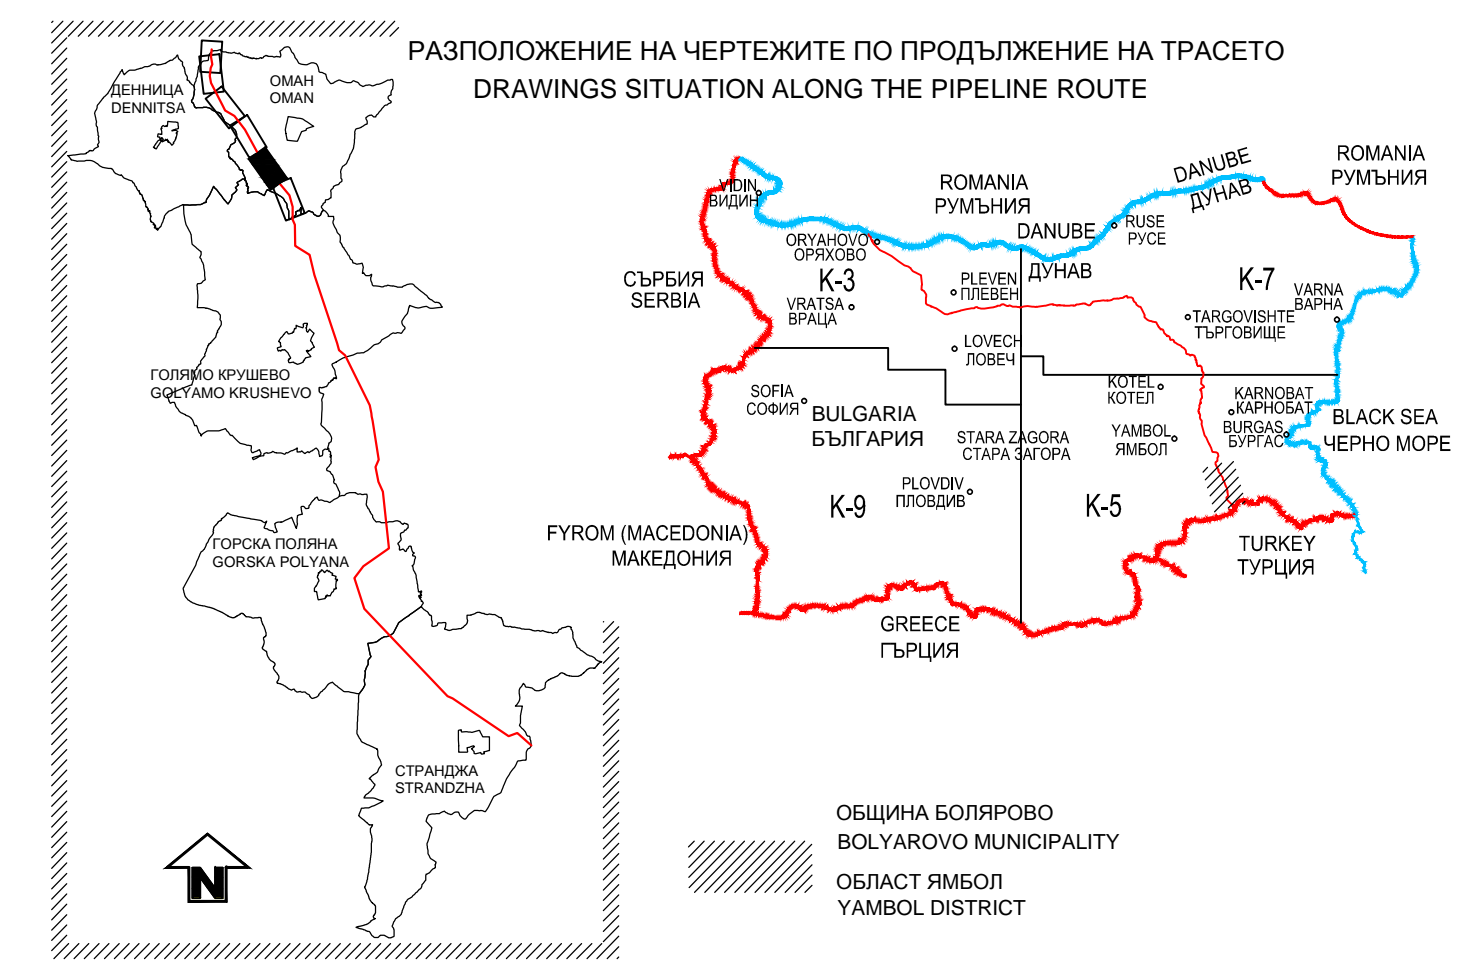 РАЗПОЛОЖЕНИЕ НА ЧЕРТЕЖИТЕ ПО ПРОДЪЛЖЕНИЕ НА ТРАСЕТО
DRAWINGS SITUATION ALONG THE PIPELINE ROUTE
ДЕННИЦА
DENNITSA
ОМАН
OMAN
ГОЛЯМО КРУШЕВО
GOLYAMO KRUSHEVO
ГОРСКА ПОЛЯНА
GORSKA POLYANA
СТРАНДЖА
STRANDZHA
N
VIDIN
ВИДИН
ROMANIA
РУМЪНИЯ
DANUBE
ДУНАВ
ROMANIA
РУМЪНИЯ
ORYAHOVO
ОРЯХОВО
DANUBE
ДУНАВ
RUSE
РУСЕ
СЪРБИЯ
SERBIA
K-3
PLEVEN
ПЛЕВЕН
K-7
VRATSA
ВРАЦА
VARNA
ВАРНА
TARGOVISHTE
ТЪРГОВИЩЕ
LOVECH
ЛОВЕЧ
SOFIA
СОФИЯ
KOTEL
КОТЕЛ
KARNOBAT
КАРНОБАТ
BULGARIA
БЪЛГАРИЯ
STARA ZAGORA
СТАРА ЗАГОРА
YAMBOL
ЯМБОЛ
BURGAS
БУРГАС
BLACK SEA
ЧЕРНО МОРЕ
PLOVDIV
ПЛОВДИВ
K-9
K-5
FYROM (MACEDONIA)
МАКЕДОНИЯ
TURKEY
ТУРЦИЯ
GREECE
ГЪРЦИЯ
ОБЩИНА БОЛЯРОВО
BOLYAROVO MUNICIPALITY
ОБЛАСТ ЯМБОЛ
YAMBOL DISTRICT